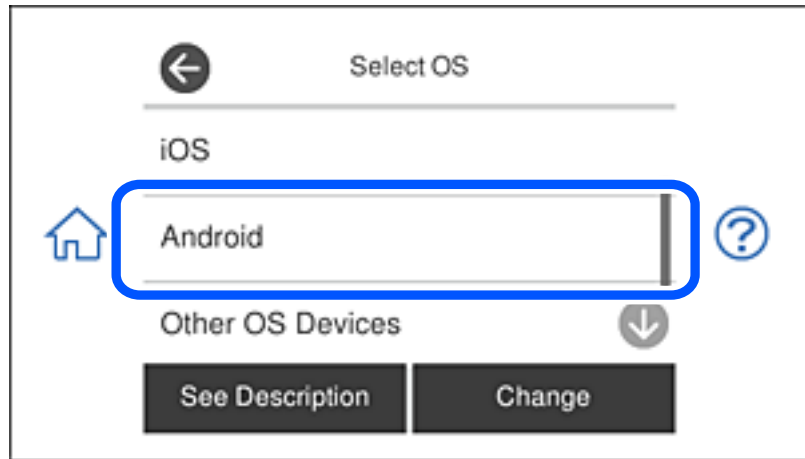 Select OS
iOS
Android
?
Other OS Devices
See Description
Change